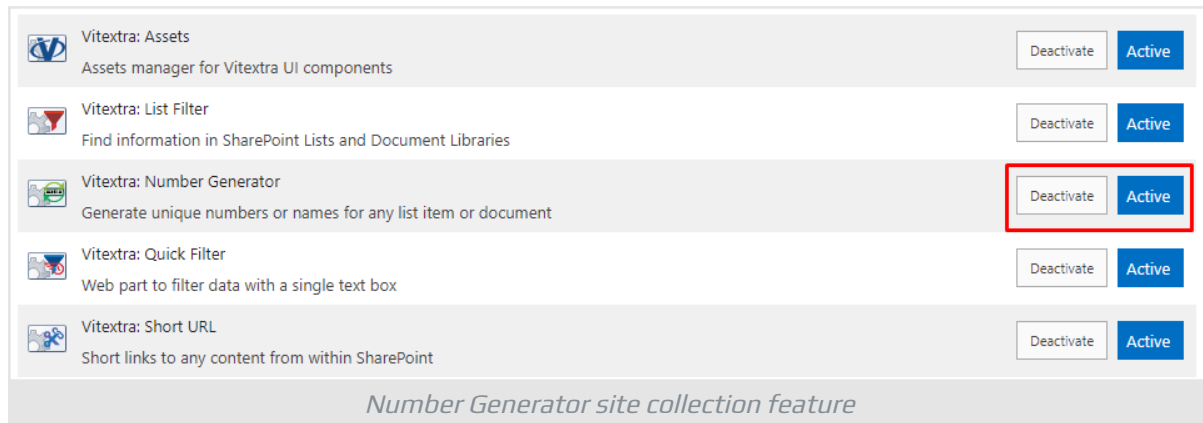 Vitextra: Assets
Assets manager for Vitextra UI components
Deactivate
Active
Vitextra: List Filter
Find information in SharePoint Lists and Document Libraries
Deactivate
Active
Vitextra: Number Generator
Generate unique numbers or names for any list item or document
Deactivate
Active
Vitextra: Quick Filter
Web part to filter data with a single text box
Deactivate
Active
Vitextra: Short URL
Short links to any content from within SharePoint
Deactivate
Active
Number Generator site collection feature